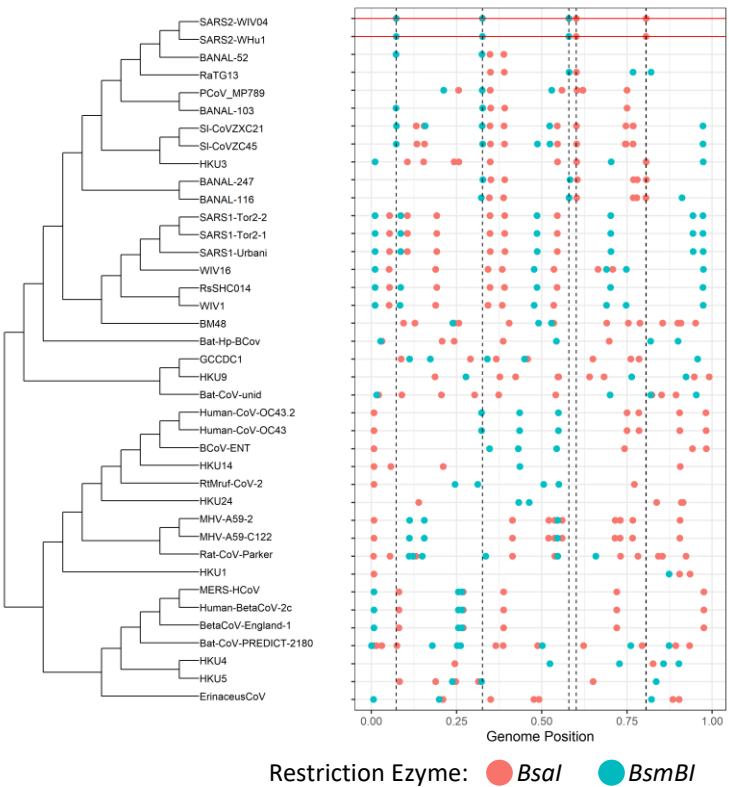 SARS2-WIV04
SARS2-WHu1
BANAL-52
RaTG13
PCoV_MP789
BANAL-103
Sl-CoVZXC21
Sl-CoVZC45
HKU3
BANAL-247
BANAL-116
SARS1-Tor2-2
SARS1-Tor2-1
SARS1-Urbani
WIV16
RsSHC014
WIV1
BM48
Bat-Hp-BCov
GCCDC1
HKU9
Bat-CoV-unid
Human-CoV-OC43.2
Human-CoV-OC43
BCoV-ENT
HKU14
RtMruf-CoV-2
HKU24
MHV-A59-2
MHV-A59-C122
Rat-CoV-Parker
HKU1
MERS-HCoV
Human-BetaCoV-2c
BetaCoV-England-1
Bat-CoV-PREDICT-2180
HKU4
HKU5
ErinaceusCoV
0.00 0.25 0.50 0.75 1.00
Genome Position
Restriction Ezyme: BsaI BsmBI